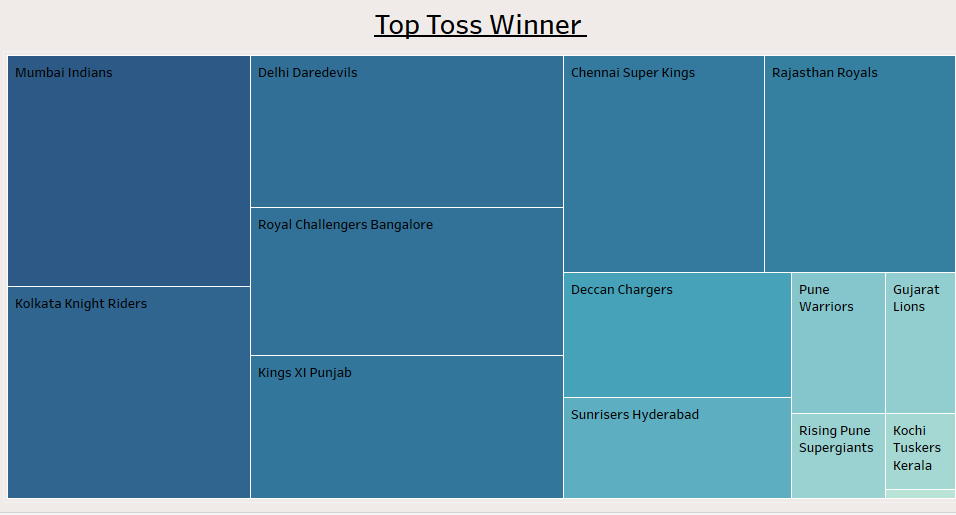 Top Toss Winner
Mumbai Indians
Delhi Daredevils
Chennai Super Kings
Rajasthan Royals
Royal Challengers Bangalore
Kolkata Knight Riders
Deccan Chargers
Pune
Warriors
Gujarat
Lions
Kings XI Punjab
Sunrisers Hyderabad
Rising Pune
Supergiants
Kochi
Tuskers
Kerala